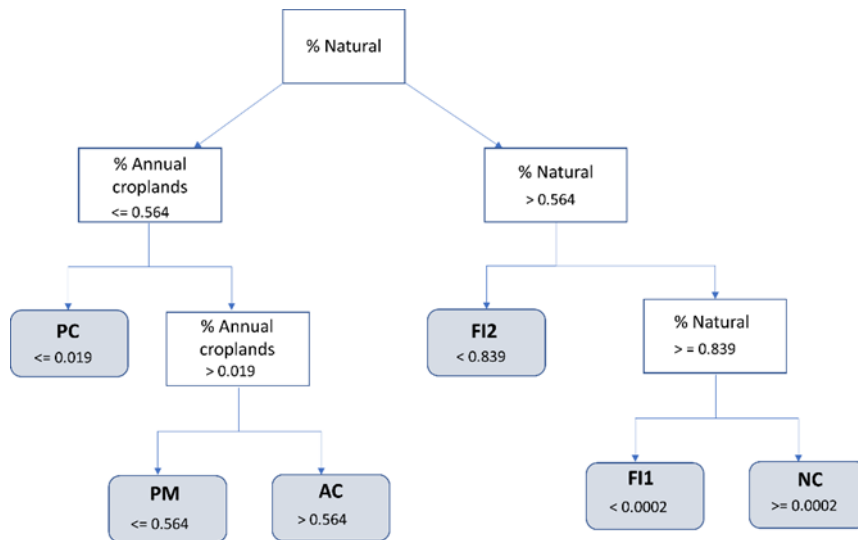 % Natural
% Annual
croplands
<= 0.564
% Natural
> 0.564
PC
<= 0.019
% Annual
croplands
> 0.019
FI2
< 0.839
% Natural
> = 0.839
PM
<= 0.564
AC
> 0.564
FI1
< 0.0002
NC
>= 0.0002